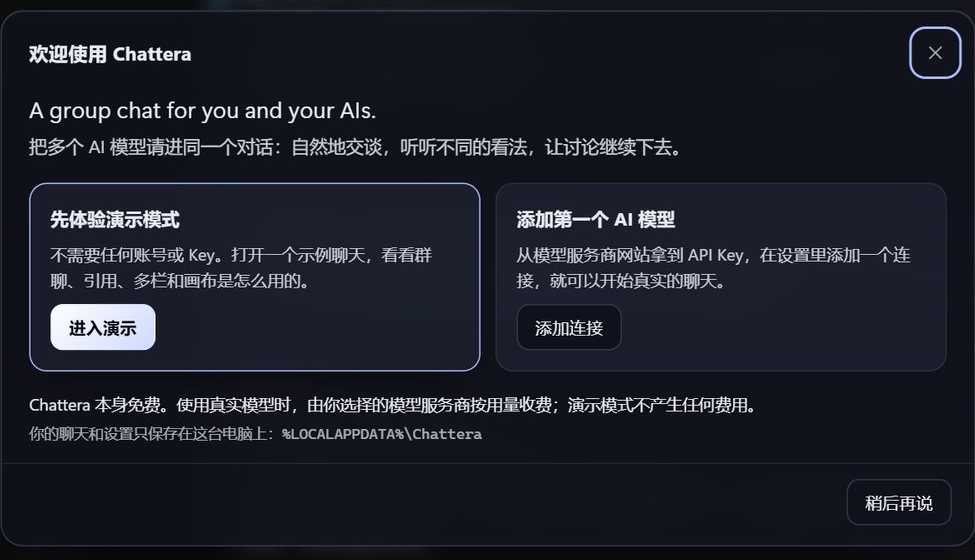 欢迎使用 Chattera
A group chat for you and your AIs.
把多个 AI 模型请进同一个对话：自然地交谈，听听不同的看法，让讨论继续下去。
先体验演示模式
不需要任何账号或 Key。打开一个示例聊天，看看群
聊、引用、多栏和画布是怎么用的。
进入演示
添加第一个 AI 模型
从模型服务商网站拿到 API Key，在设置里添加一个连
接，就可以开始真实的聊天。
添加连接
Chattera 本身免费。使用真实模型时，由你选择的模型服务商按用量收费；演示模式不产生任何费用。
你的聊天和设置只保存在这台电脑上：%LOCALAPPDATA%\Chattera
稍后再说